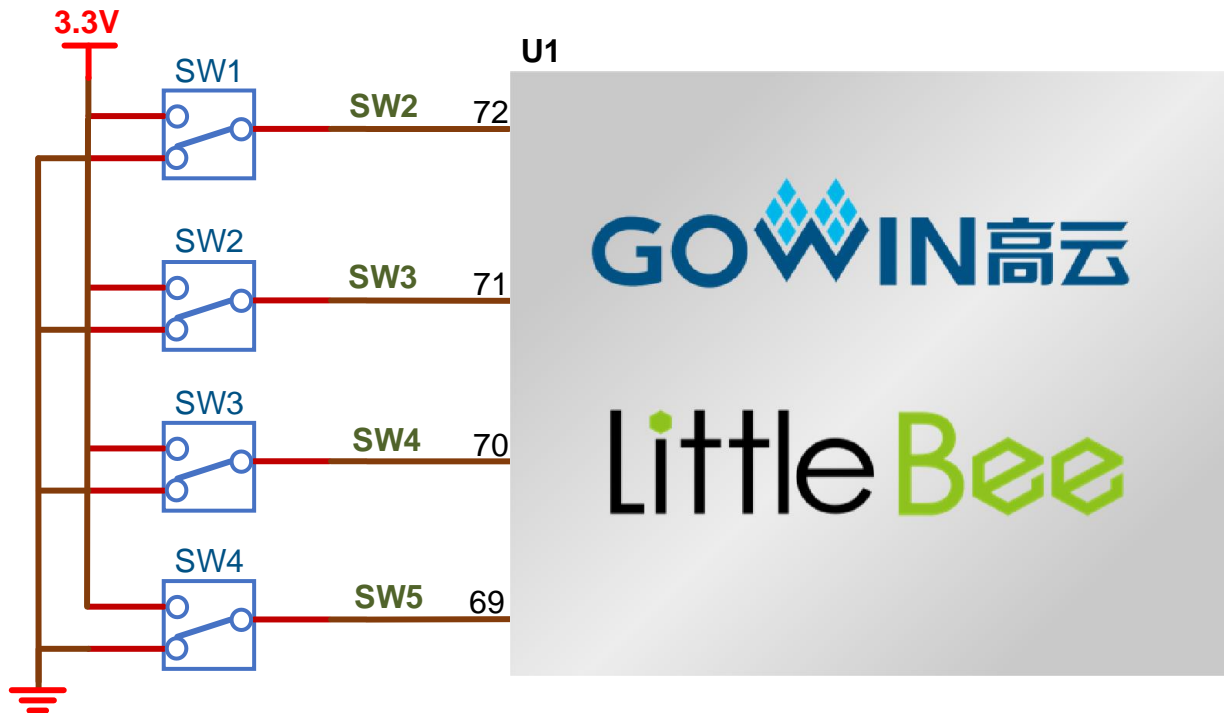 3.3V
U1
SW1
SW2 72
SW2
SW3 71
GOWIN高云
SW3
SW4 70
LittleBee
SW4
SW5 69